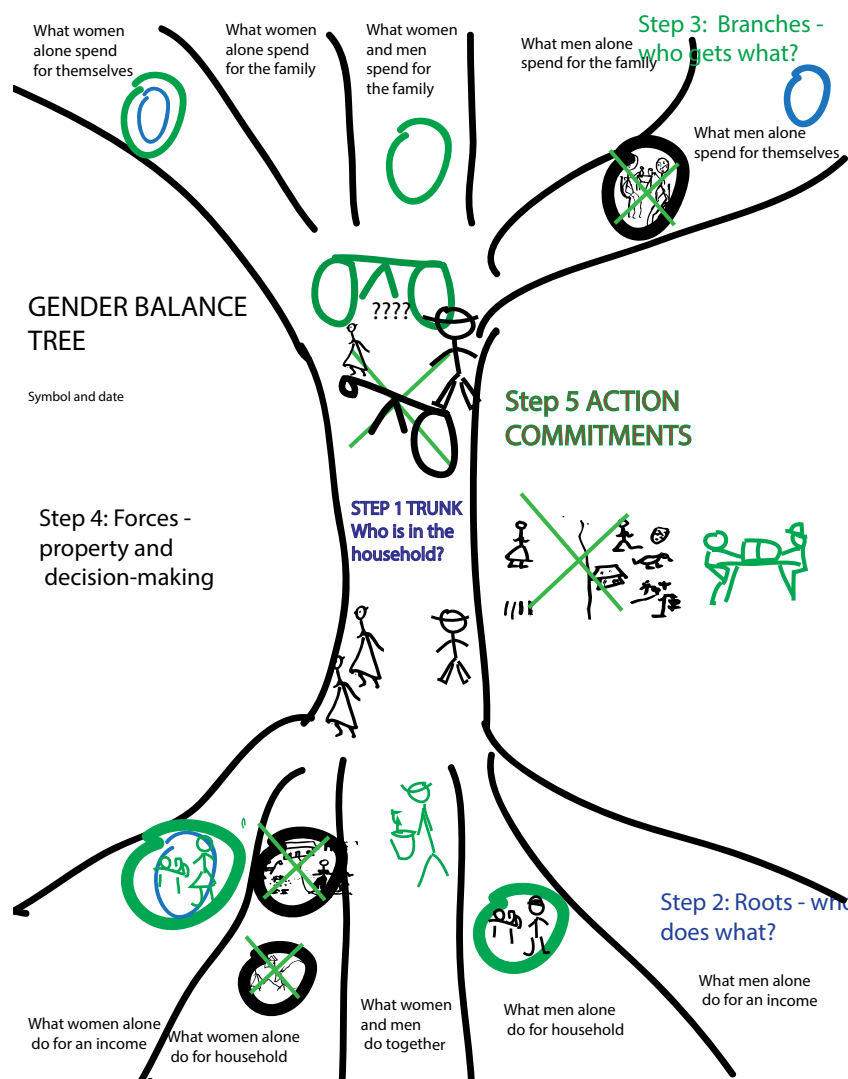 What women
alone spend
for themselves
What women
alone spend
for the family
What women
and men
spend for
the family
What men alone
spend for the family
Step 3:  Branches -
who gets what?
What men alone
spend for themselves
????
GENDER BALANCE
TREE
Symbol and date
Step 5 ACTION
COMMITMENTS
STEP 1 TRUNK
Who is in the
household?
Step 4: Forces -
property and
decision-making
Step 2: Roots - who
does what?
What women alone
do for an income
What women alone
do for household
What women
and men
do together
What men alone
do for household
What men alone
do for an income